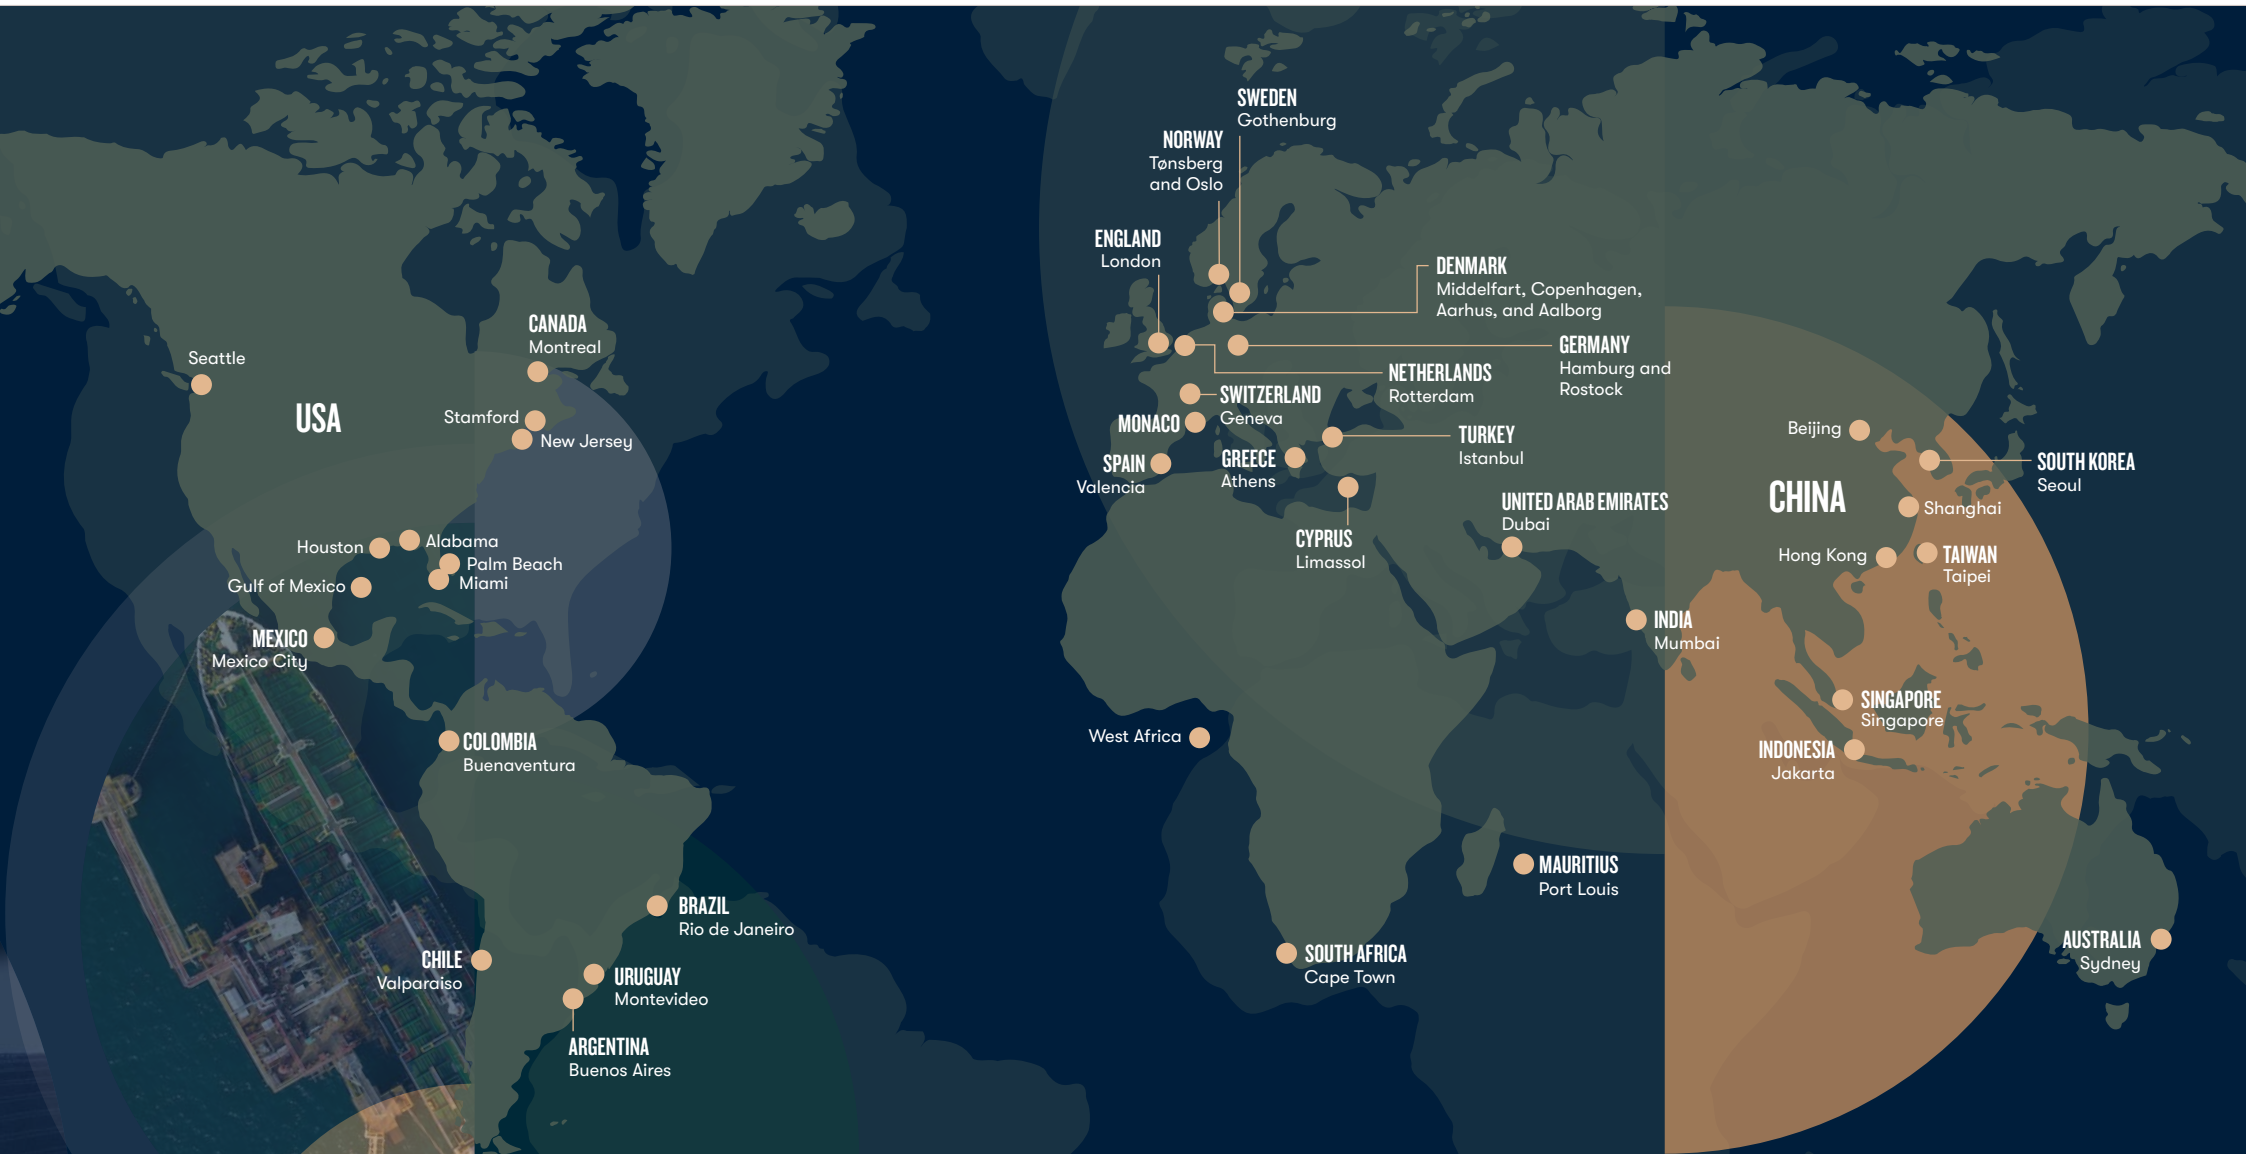 Seattle
USA
CANADA
Montreal
Stamford
New Jersey
Houston
Alabama
Palm Beach
Miami
Gulf of Mexico
MEXICO
Mexico City
COLOMBIA
Buenaventura
BRAZIL
Rio de Janeiro
CHILE
Valparaiso
URUGUAY
Montevideo
ARGENTINA
Buenos Aires
SWEDEN
Gothenburg
NORWAY
Tønsberg
and Oslo
ENGLAND
London
DENMARK
Middelfart, Copenhagen,
Aarhus, and Aalborg
GERMANY
Hamburg and
Rostock
NETHERLANDS
Rotterdam
SWITZERLAND
Geneva
MONACO
SPAIN
Valencia
GREECE
Athens
TURKEY
Istanbul
CYPRUS
Limassol
UNITED ARAB EMIRATES
Dubai
West Africa
MAURITIUS
Port Louis
SOUTH AFRICA
Cape Town
INDIA
Mumbai
Beijing
CHINA
SOUTH KOREA
Seoul
Shanghai
Hong Kong
TAIWAN
Taipei
SINGAPORE
Singapore
INDONESIA
Jakarta
AUSTRALIA
Sydney